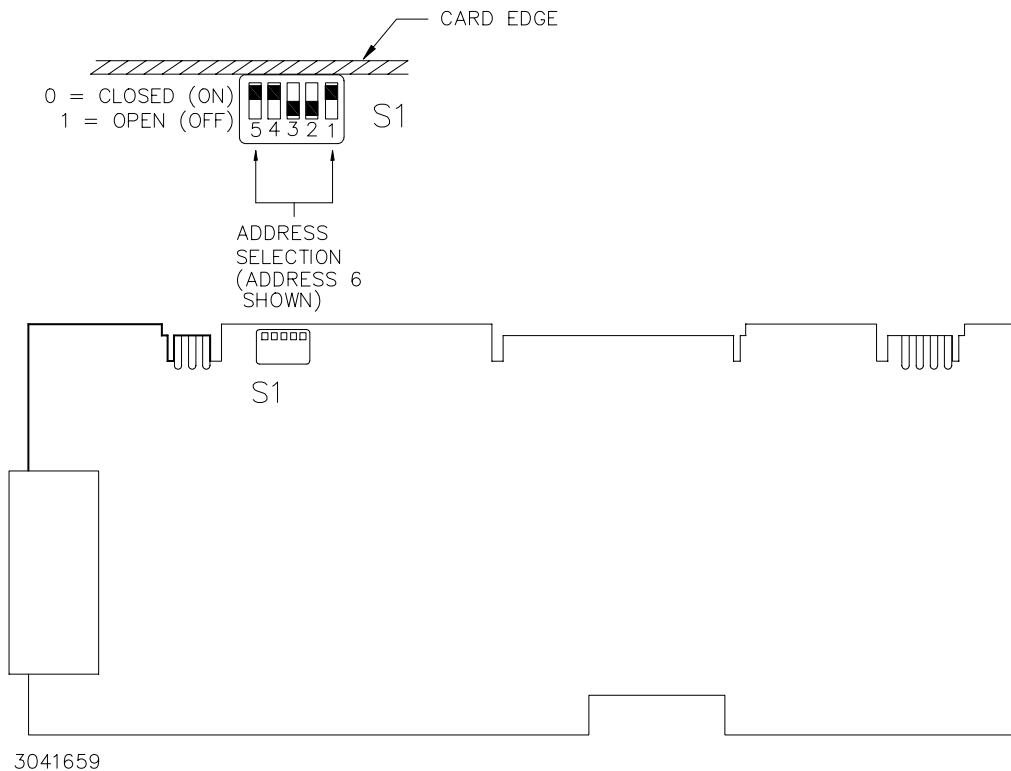 CARD EDGE
0 = CLOSED (ON)
1 = OPEN (OFF)
5 4 3 2 1
S1
ADDRESS
SELECTION
(ADDRESS 6
SHOWN)
S1
3041659